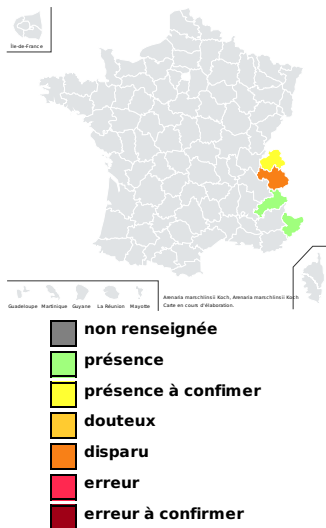 Île-de-France
Arenaria marschlinsii Koch, Arenaria marschlinsii Koch
Carte en cours d'élaboration.
Guadeloupe Martinique Guyane La Réunion Mayotte
non renseignée
présence
présence à confimer
douteux
disparu
erreur
erreur à confirmer